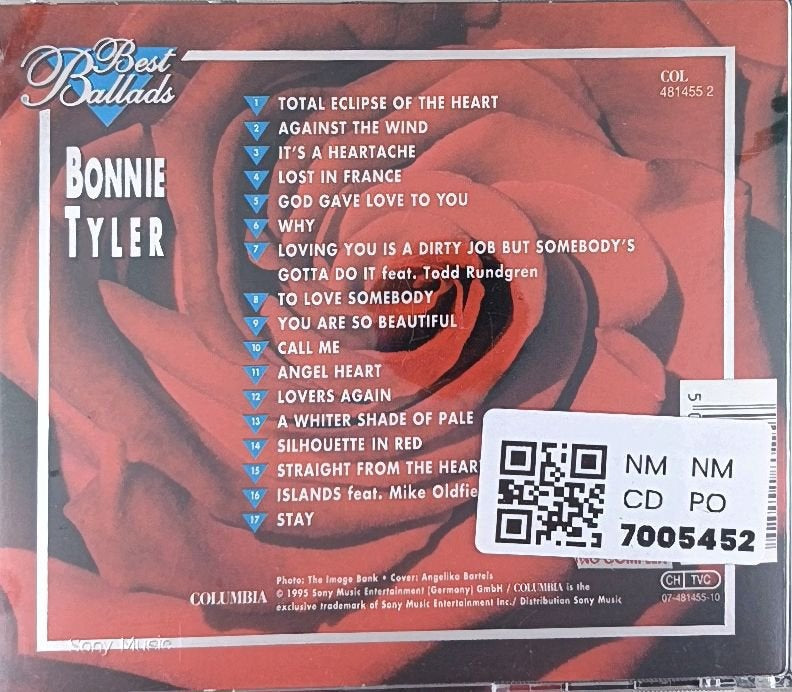 Best
Ballads
BONNIE
TYLER
COL
481455 2
1 TOTAL ECLIPSE OF THE HEART
2 AGAINST THE WIND
3 IT'S A HEARTACHE
4 LOST IN FRANCE
5 GOD GAVE LOVE TO YOU
6 WHY
7 LOVING YOU IS A DIRTY JOB BUT SOMEBODY'S
GOTTA DO IT feat. Todd Rundgren
8 TO LOVE SOMEBODY
9 YOU ARE SO BEAUTIFUL
10 CALL ME
11 ANGEL HEART
12 LOVERS AGAIN
13 A WHITER SHADE OF PALE
14 SILHOUETTE IN RED
15 STRAIGHT FROM THE HEAR
16 ISLANDS feat. Mike Oldfie
17 STAY
5
NM NM
CD PO
7005452
COLUMBIA
Photo: The Image Bank • Cover: Angelika Bartels
© 1995 Sony Music Entertainment (Germany) GmbH / COLUMBIA is the
exclusive trademark of Sony Music Entertainment Inc./ Distribution Sony Music
CH TVC
07-481455-10
Sony Music